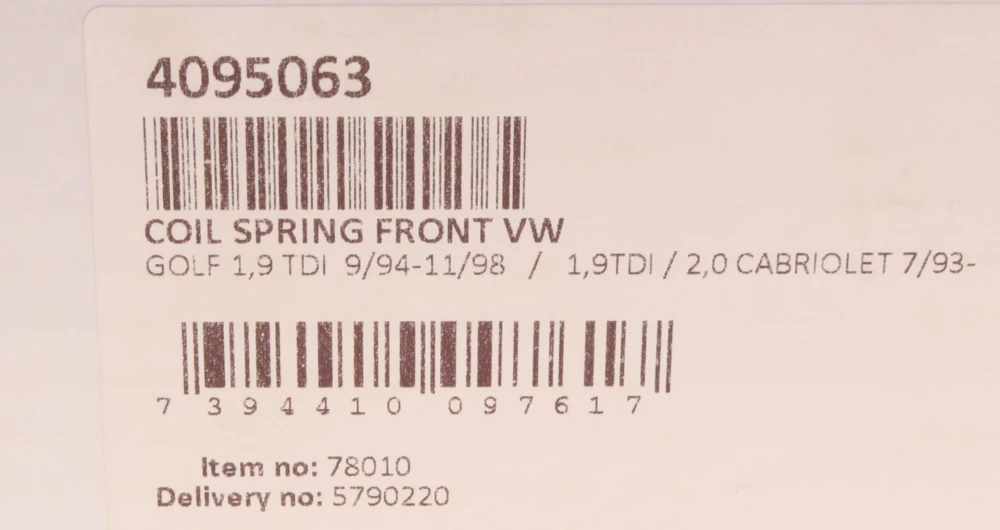 4095063
COIL SPRING FRONT VW
GOLF 1,9 TDI 9/94-11/98 / 1,9TDI / 2,0 CABRIOLET 7/93-
7 394410 097617
Item no: 78010
Delivery no: 5790220